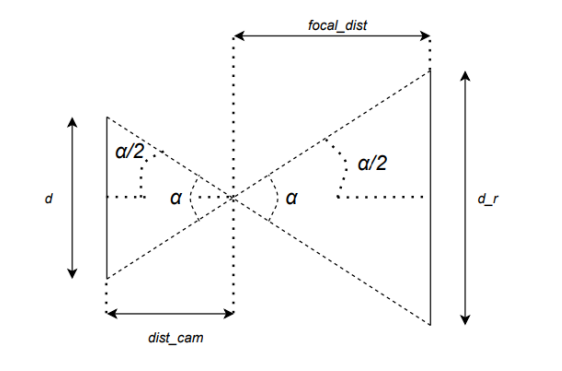 focal_dist
α/2
α/2
d
α
α
d_r
dist_cam